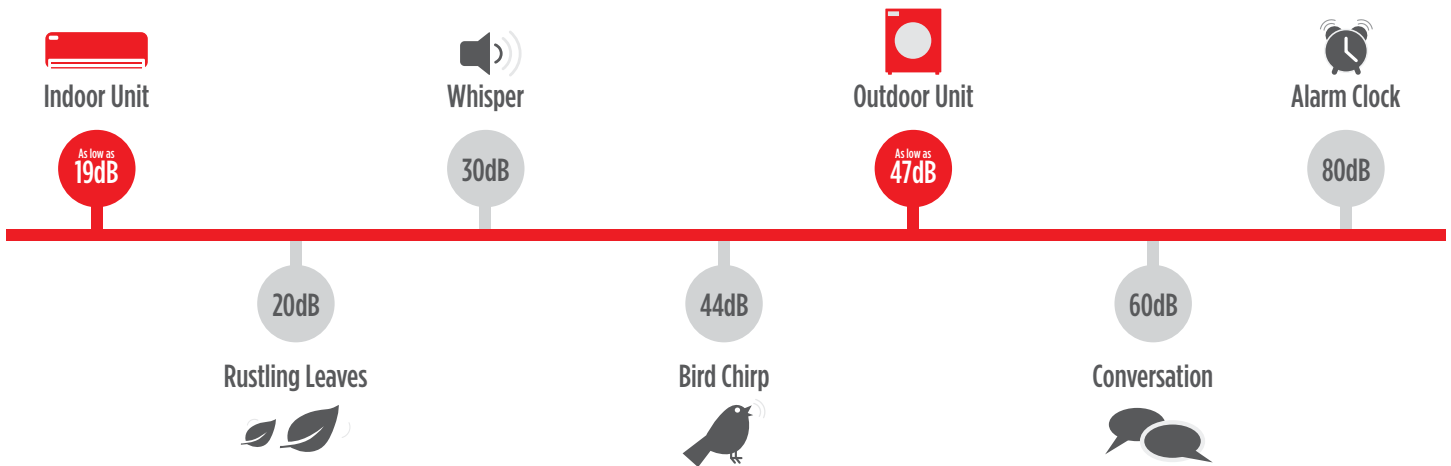 Indoor Unit
As low as
19dB
Whisper
30dB
Outdoor Unit
As low as
47dB
Alarm Clock
80dB
20dB
Rustling Leaves
44dB
Bird Chirp
60dB
Conversation